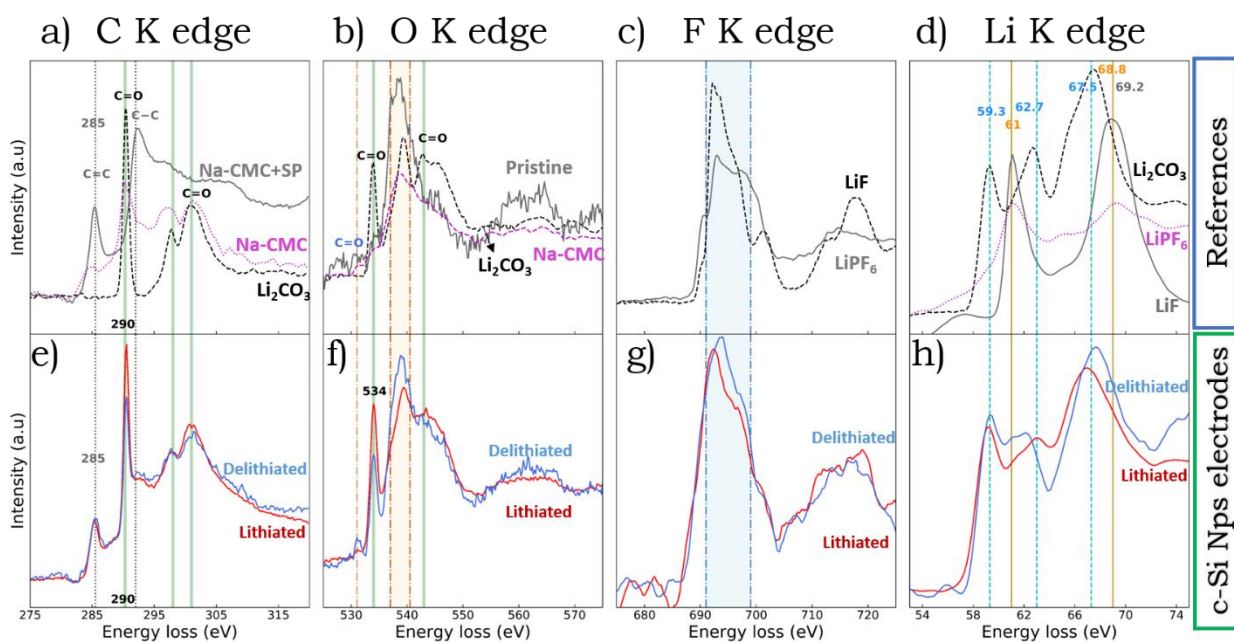 a) C K edge
b) O K edge
c) F K edge
d) Li K edge
Intensity (a.u)
285
C=C
C=O
C−C
Na-CMC+SP
C=O
Na-CMC
Li2CO3
290
C=O
C=O
C=O
Pristine
Li2CO3
Na-CMC
LiF
LiPF6
59.3
61
62.7
67.5
68.8
69.2
Li2CO3
LiPF6
LiF
References
e)
f)
g)
h)
Intensity (a.u)
285
290
Delithiated
Lithiated
534
Delithiated
Lithiated
Delithiated
Lithiated
Delithiated
Lithiated
c-Si Nps electrodes
275 285 295 305 315
530 540 550 560 570
680 700 720
54 58 62 66 70 74
Energy loss (eV)
Energy loss (eV)
Energy loss (eV)
Energy loss (eV)